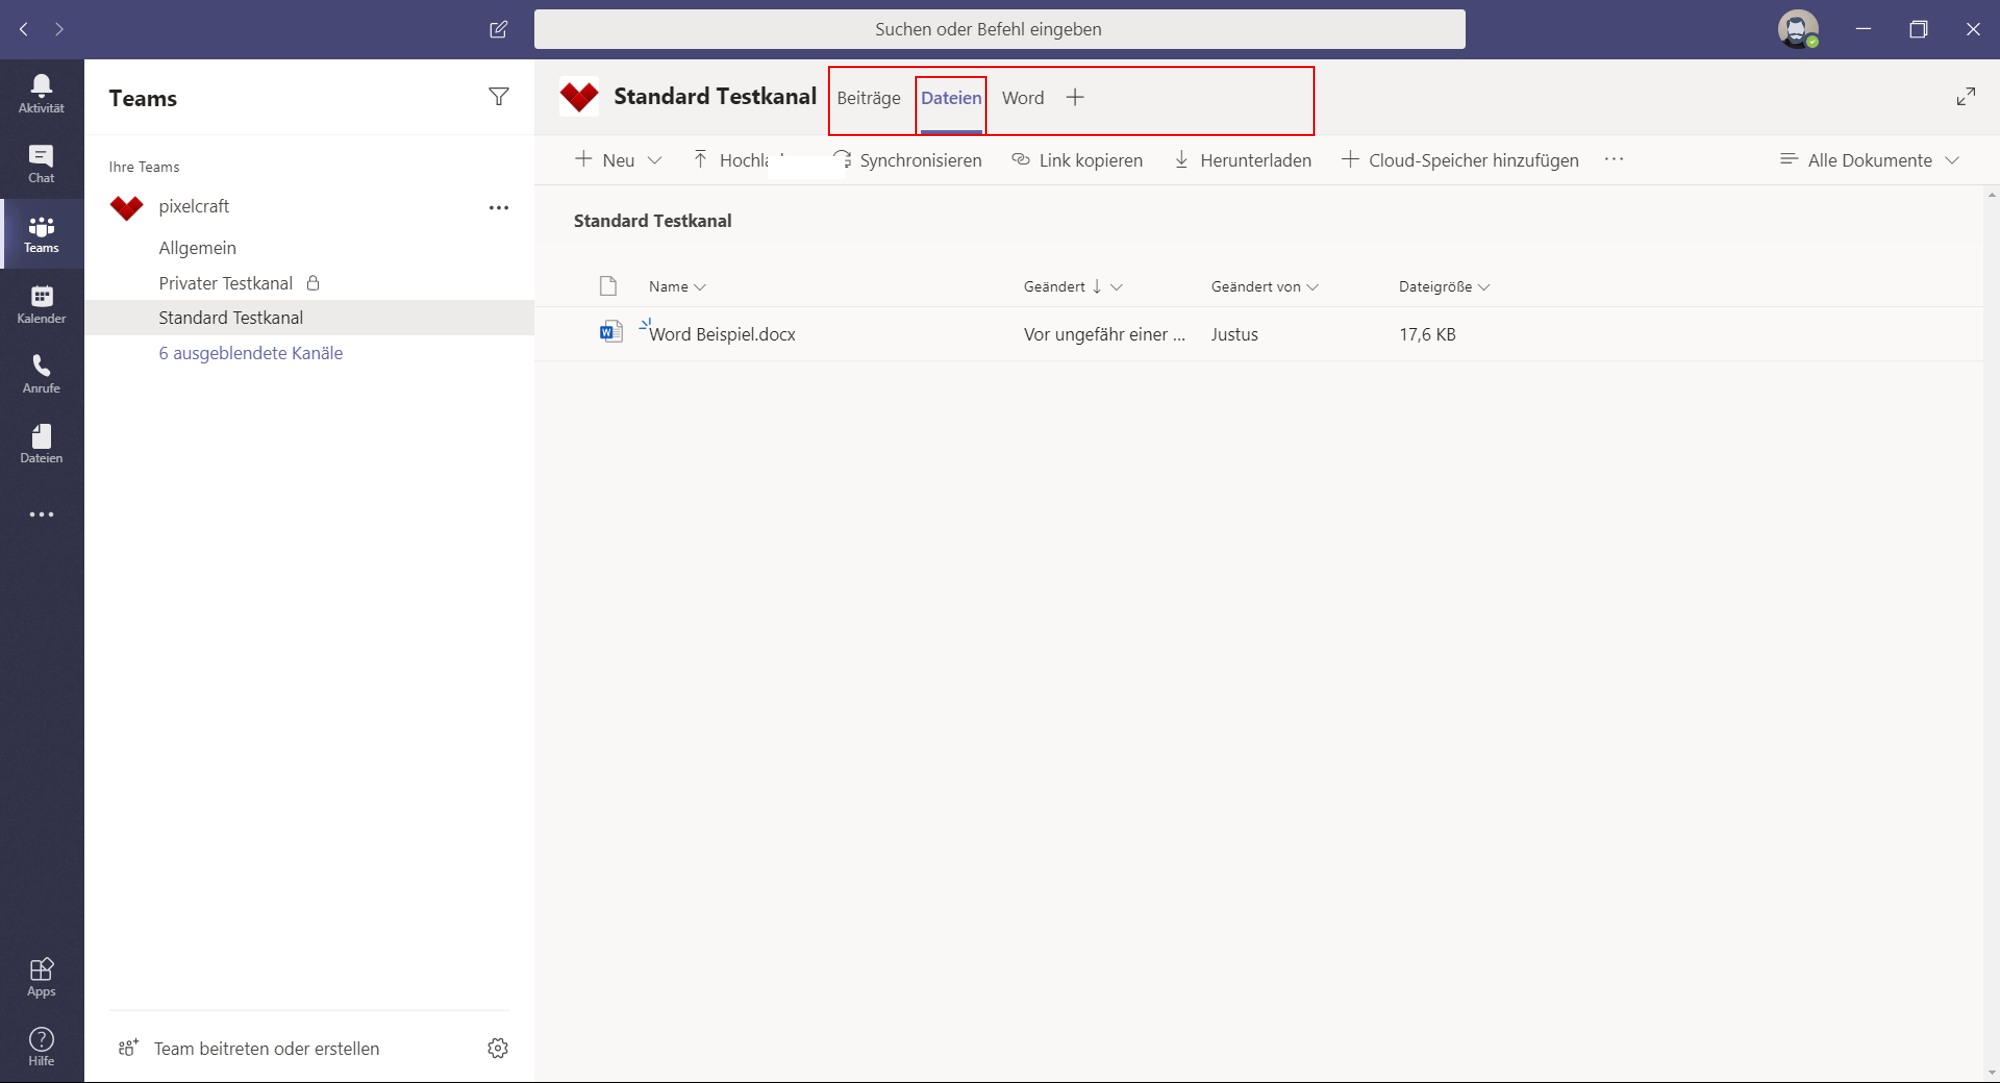 Suchen oder Befehl eingeben
Aktivität
Chat
Teams
Kalender
Anrufe
Dateien
Apps
Hilfe
Teams
Ihre Teams
pixelcraft
Allgemein
Privater Testkanal
Standard Testkanal
6 ausgeblendete Kanäle
Team beitreten oder erstellen
Standard Testkanal Beiträge Dateien Word
Neu Synchronisieren Link kopieren Herunterladen Cloud-Speicher hinzufügen ··· Alle Dokumente
Standard Testkanal
Name Geändert Geändert von Dateigröße
Word Beispiel.docx Vor ungefähr einer ... Justus 17,6 KB